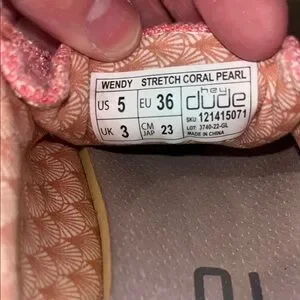 WENDY STRETCH CORAL PEARL
US 5 EU 36
UK 3 CM JAP 23
hey
dude
SKU: 121415071
LOT: 3740-22-GL
MADE IN CHINA